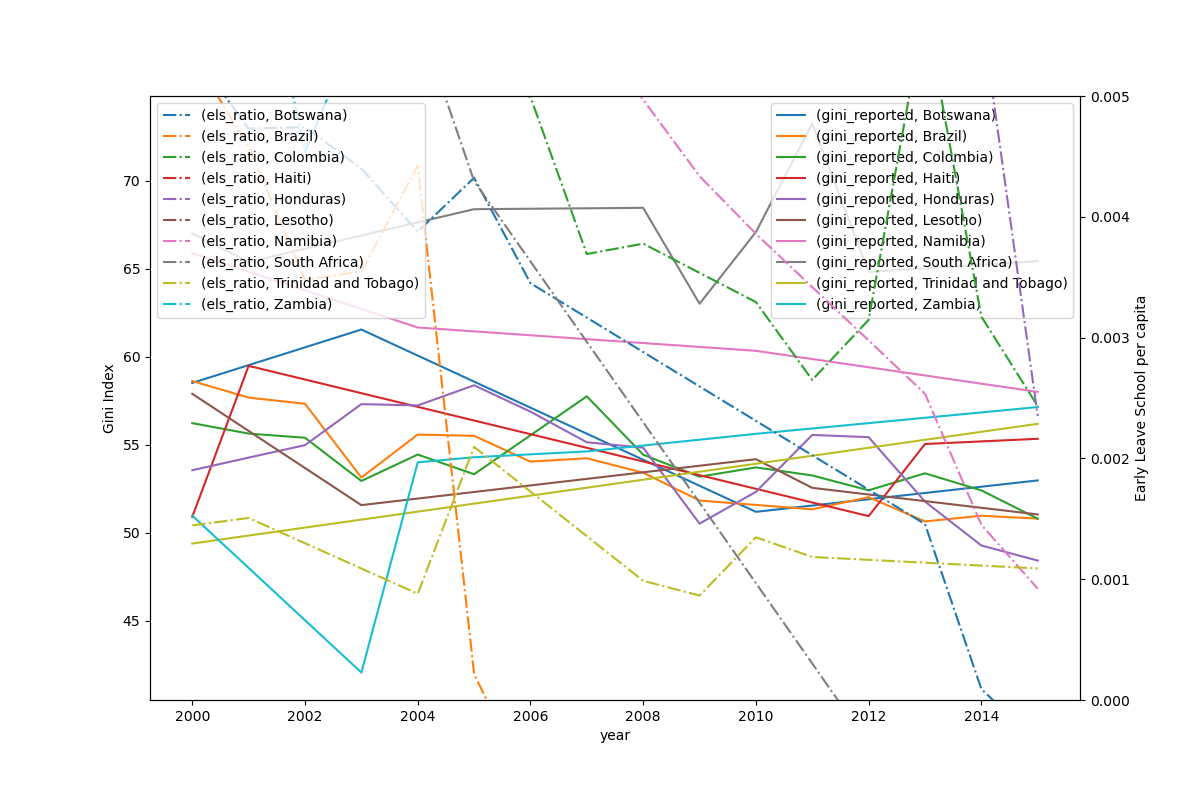 (els_ratio, Botswana)
(els_ratio, Brazil)
(els_ratio, Colombia)
(els_ratio, Haiti)
(els_ratio, Honduras)
(els_ratio, Lesotho)
(els_ratio, Namibia)
(els_ratio, South Africa)
(els_ratio, Trinidad and Tobago)
(els_ratio, Zambia)
(gini_reported, Botswana)
(gini_reported, Brazil)
(gini_reported, Colombia)
(gini_reported, Haiti)
(gini_reported, Honduras)
(gini_reported, Lesotho)
(gini_reported, Namibia)
(gini_reported, South Africa)
(gini_reported, Trinidad and Tobago)
(gini_reported, Zambia)
Gini Index
70
65
60
55
50
45
0.005
0.004
0.003
0.002
0.001
0.000
Early Leave School per capita
2000 2002 2004 2006 2008 2010 2012 2014
year